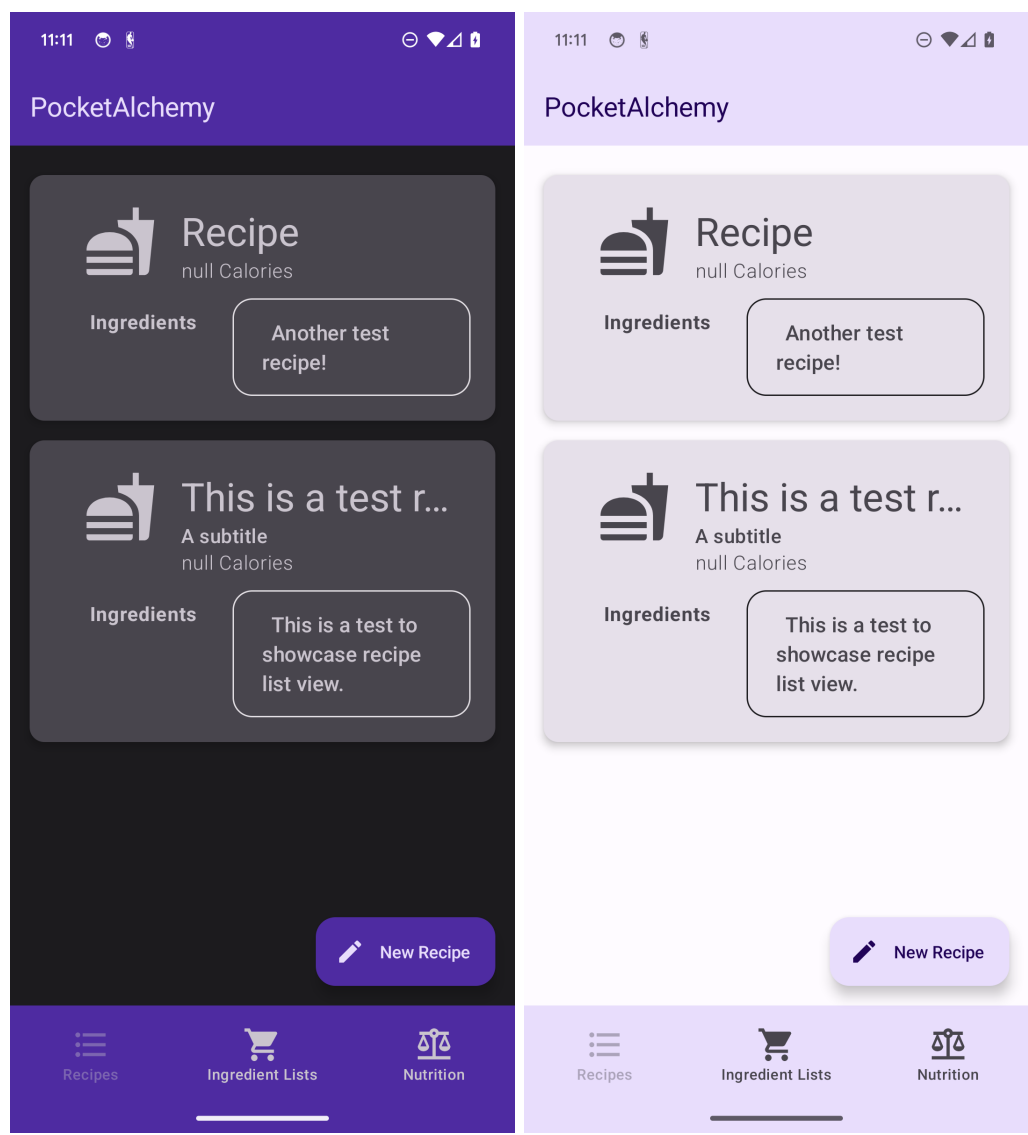 11:11
PocketAlchemy
Recipe
null Calories
Ingredients
Another test
recipe!
This is a test r...
A subtitle
null Calories
Ingredients
This is a test to
showcase recipe
list view.
New Recipe
Recipes
Ingredient Lists
Nutrition
11:11
PocketAlchemy
Recipe
null Calories
Ingredients
Another test
recipe!
This is a test r...
A subtitle
null Calories
Ingredients
This is a test to
showcase recipe
list view.
New Recipe
Recipes
Ingredient Lists
Nutrition